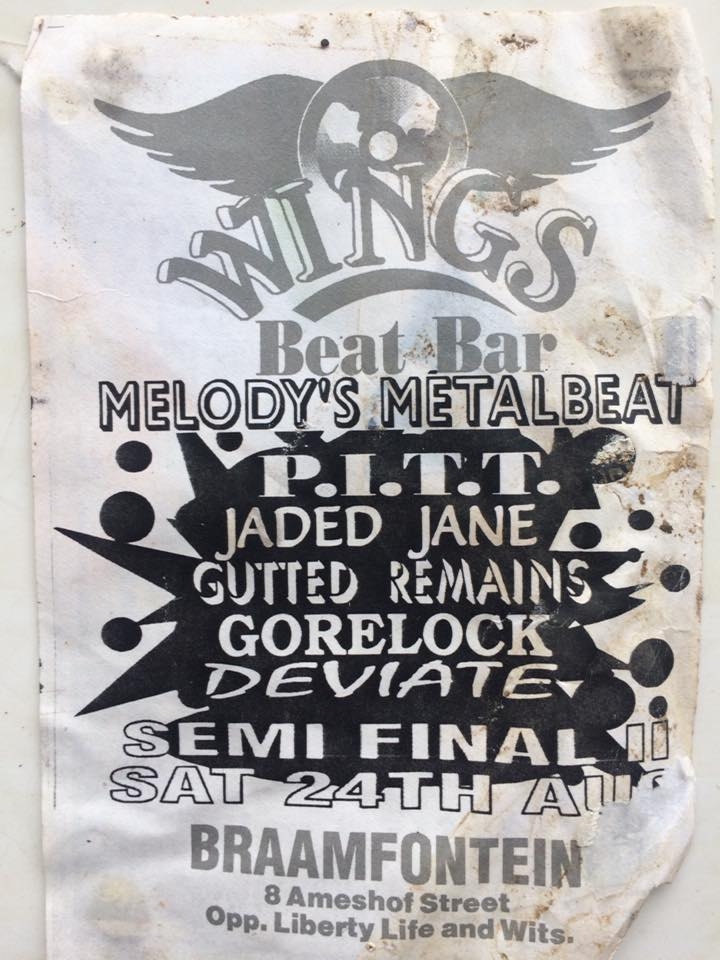 WINGS
Beat Bar
MELODY'S METALBEAT
P.I.T.T.
JADED JANE
GUTTED REMAINS
GORELOCK
DEVIATE
SEMI FINAL II
SAT 24TH AUG
BRAAMFONTEIN
8 Ameshof Street
Opp. Liberty Life and Wits.